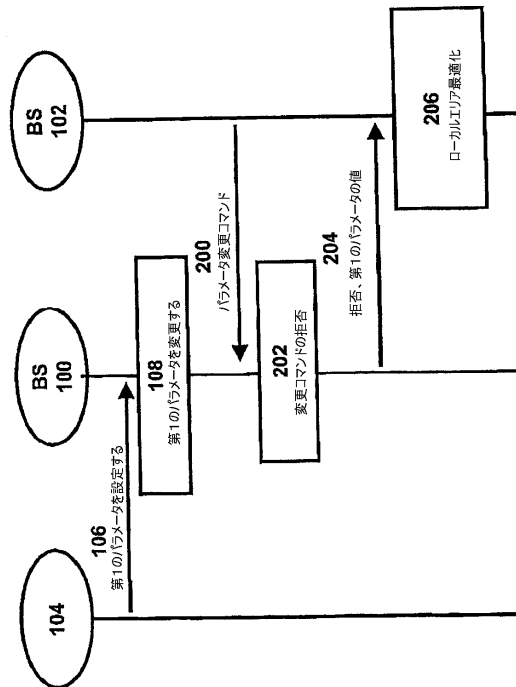 104
BS
100
BS
102
106
第1のパラメータを設定する
108
第1のパラメータを変更する
200
パラメータ変更コマンド
202
変更コマンドの拒否
204
拒否、第1のパラメータの値
206
ローカルエリア最適化